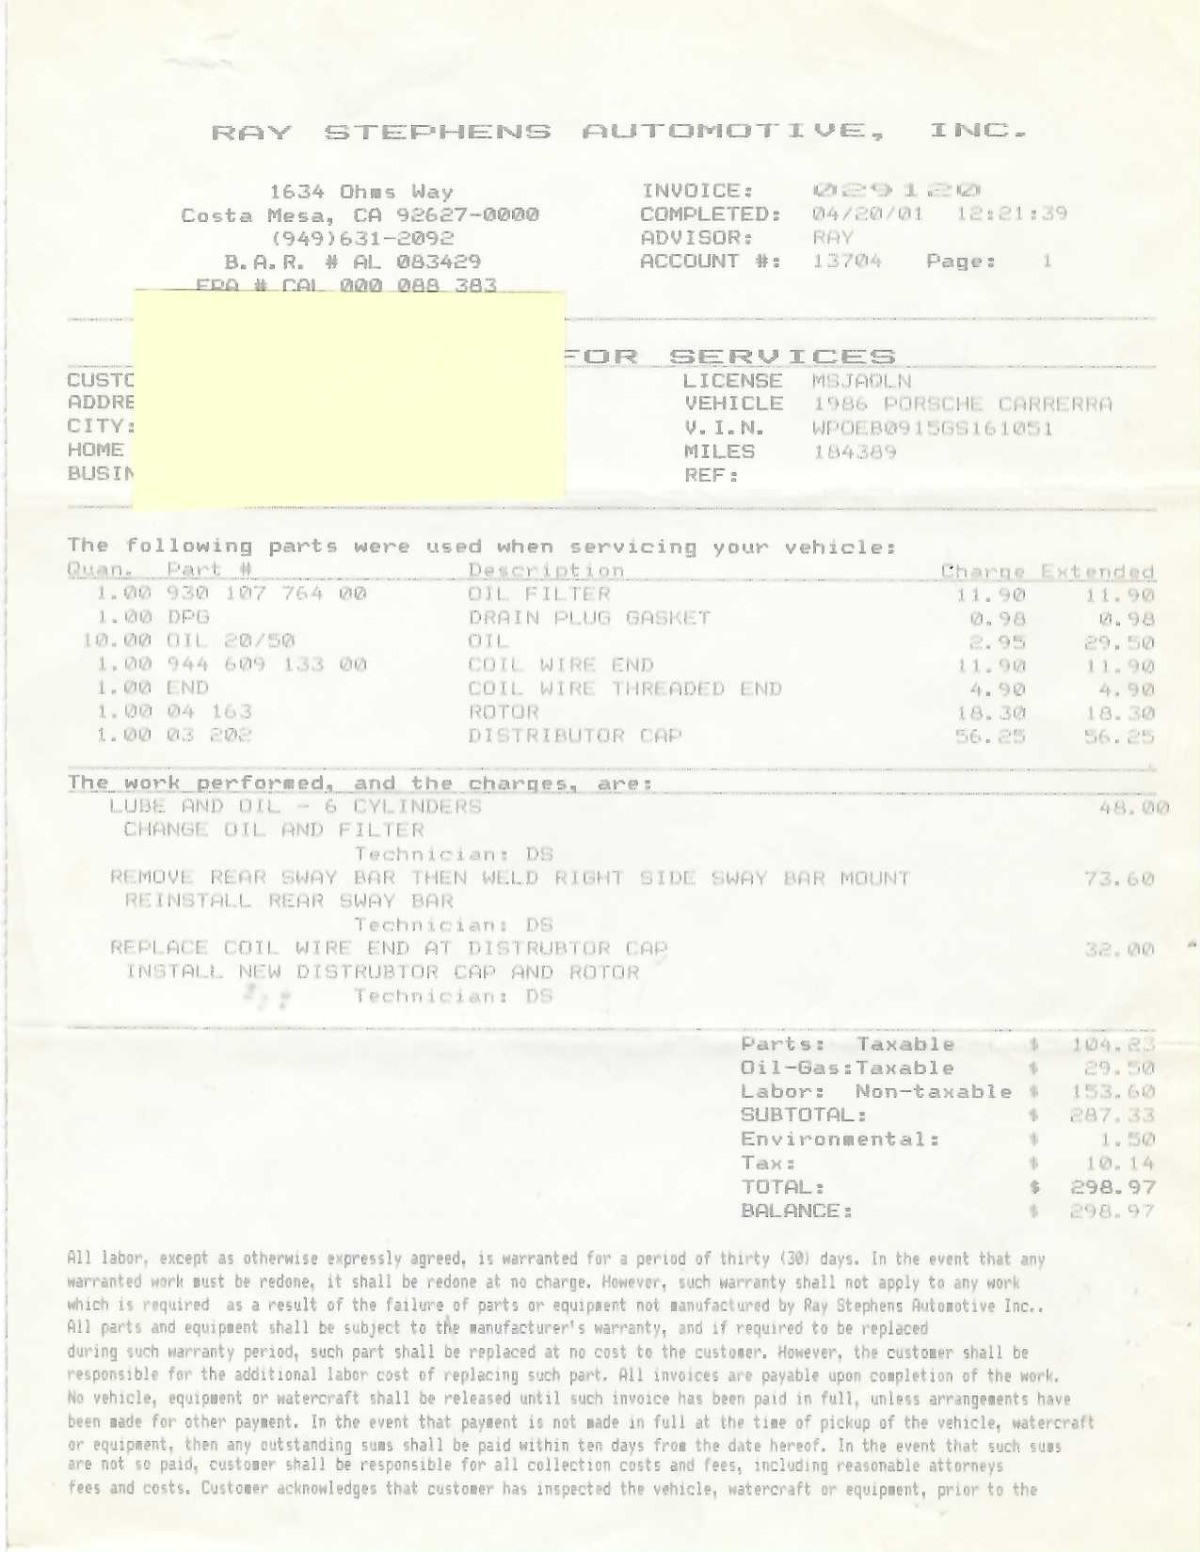 RAY STEPHENS AUTOMOTIVE, INC.
1634 Ohms Way
Costa Mesa, CA 92627-0000
(949)631-2092
B.A.R. # AL 083429
EPA # CAL 000 088 383
INVOICE: 029120
COMPLETED: 04/20/01 12:21:39
ADVISOR: RAY
ACCOUNT #: 13704 Page: 1
FOR SERVICES
CUSTO
ADDRE
CITY:
HOME
BUSIN
LICENSE MSJAOLN
VEHICLE 1986 PORSCHE CARRERRA
V.I.N. WPOEB0915GS161051
MILES 184389
REF:
The following parts were used when servicing your vehicle:
Quan. Part # Description Charge Extended
1.00 930 107 764 00 OIL FILTER 11.90 11.90
1.00 DPG DRAIN PLUG GASKET 0.98 0.98
10.00 OIL 20/50 OIL 2.95 29.50
1.00 944 609 133 00 COIL WIRE END 11.90 11.90
1.00 END COIL WIRE THREADED END 4.90 4.90
1.00 04 163 ROTOR 18.30 18.30
1.00 03 202 DISTRIBUTOR CAP 56.25 56.25
The work performed, and the charges, are:
LUBE AND OIL - 6 CYLINDERS 48.00
CHANGE OIL AND FILTER
Technician: DS
REMOVE REAR SWAY BAR THEN WELD RIGHT SIDE SWAY BAR MOUNT 73.60
REINSTALL REAR SWAY BAR
Technician: DS
REPLACE COIL WIRE END AT DISTRUBTOR CAP 32.00
INSTALL NEW DISTRUBTOR CAP AND ROTOR
Technician: DS
Parts: Taxable $ 104.23
Oil-Gas:Taxable $ 29.50
Labor: Non-taxable $ 153.60
SUBTOTAL: $ 287.33
Environmental: $ 1.50
Tax: $ 10.14
TOTAL: $ 298.97
BALANCE: $ 298.97
All labor, except as otherwise expressly agreed, is warranted for a period of thirty (30) days. In the event that any
warranted work must be redone, it shall be redone at no charge. However, such warranty shall not apply to any work
which is required as a result of the failure of parts or equipment not manufactured by Ray Stephens Automotive Inc..
All parts and equipment shall be subject to the manufacturer's warranty, and if required to be replaced
during such warranty period, such part shall be replaced at no cost to the customer. However, the customer shall be
responsible for the additional labor cost of replacing such part. All invoices are payable upon completion of the work.
No vehicle, equipment or watercraft shall be released until such invoice has been paid in full, unless arrangements have
been made for other payment. In the event that payment is not made in full at the time of pickup of the vehicle, watercraft
or equipment, then any outstanding sums shall be paid within ten days from the date hereof. In the event that such sums
are not so paid, customer shall be responsible for all collection costs and fees, including reasonable attorneys
fees and costs. Customer acknowledges that customer has inspected the vehicle, watercraft or equipment, prior to the